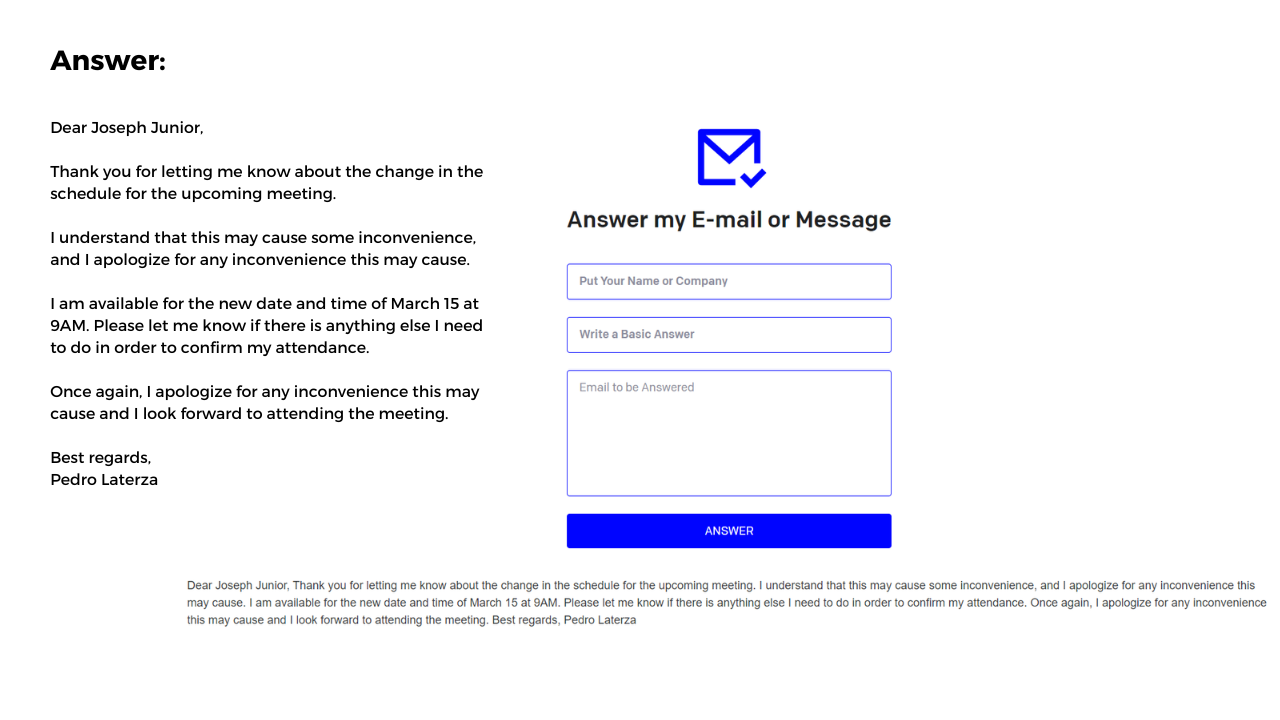 Answer:
Dear Joseph Junior,
Thank you for letting me know about the change in the
schedule for the upcoming meeting.
I understand that this may cause some inconvenience,
and I apologize for any inconvenience this may cause.
I am available for the new date and time of March 15 at
9AM. Please let me know if there is anything else I need
to do in order to confirm my attendance.
Once again, I apologize for any inconvenience this may
cause and I look forward to attending the meeting.
Best regards,
Pedro Laterza
Answer my E-mail or Message
Put Your Name or Company
Write a Basic Answer
Email to be Answered
ANSWER
Dear Joseph Junior, Thank you for letting me know about the change in the schedule for the upcoming meeting. I understand that this may cause some inconvenience, and I apologize for any inconvenience this
may cause. I am available for the new date and time of March 15 at 9AM. Please let me know if there is anything else I need to do in order to confirm my attendance. Once again, I apologize for any inconvenience
this may cause and I look forward to attending the meeting. Best regards, Pedro Laterza